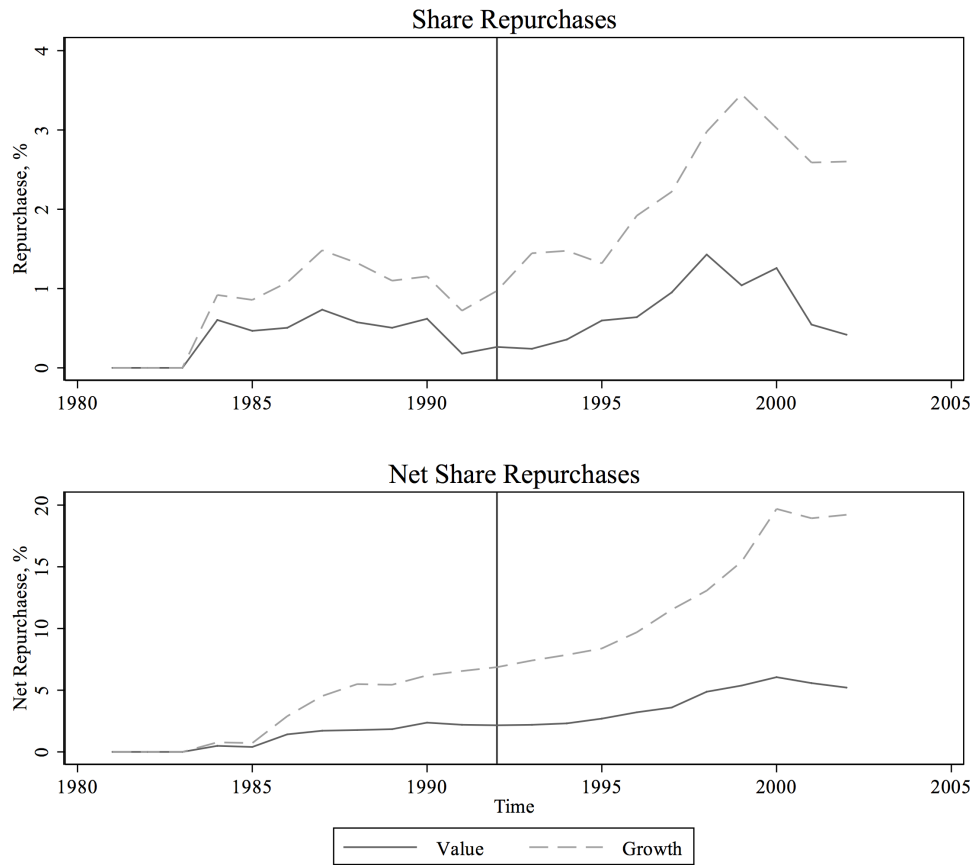 Share Repurchases
Repurchaese, %
4
3
2
1
0
1980 1985 1990 1995 2000 2005
Net Share Repurchases
Net Repurchaese, %
20
15
10
5
0
1980 1985 1990 1995 2000 2005
Time
Value Growth